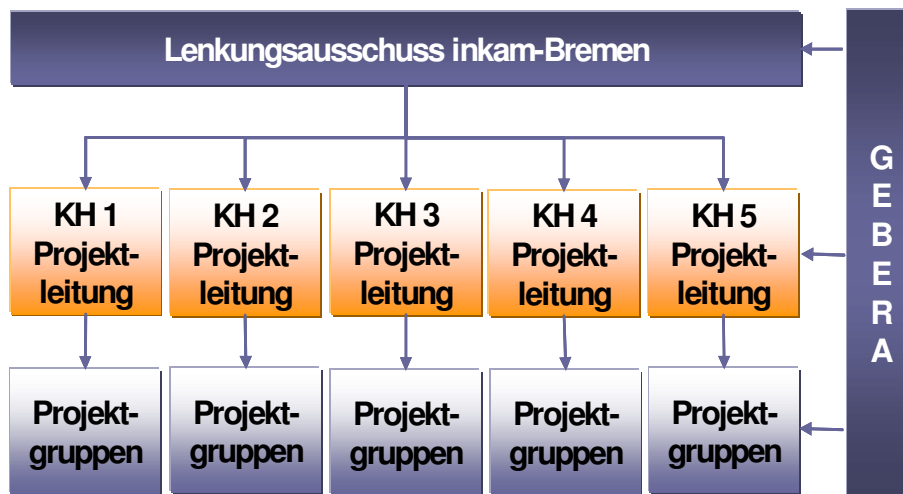 Lenkungsausschuss inkam-Bremen
KH 1
Projekt-
leitung
KH 2
Projekt-
leitung
KH 3
Projekt-
leitung
KH 4
Projekt-
leitung
KH 5
Projekt-
leitung
Projekt-
gruppen
Projekt-
gruppen
Projekt-
gruppen
Projekt-
gruppen
Projekt-
gruppen
G
E
B
E
R
A